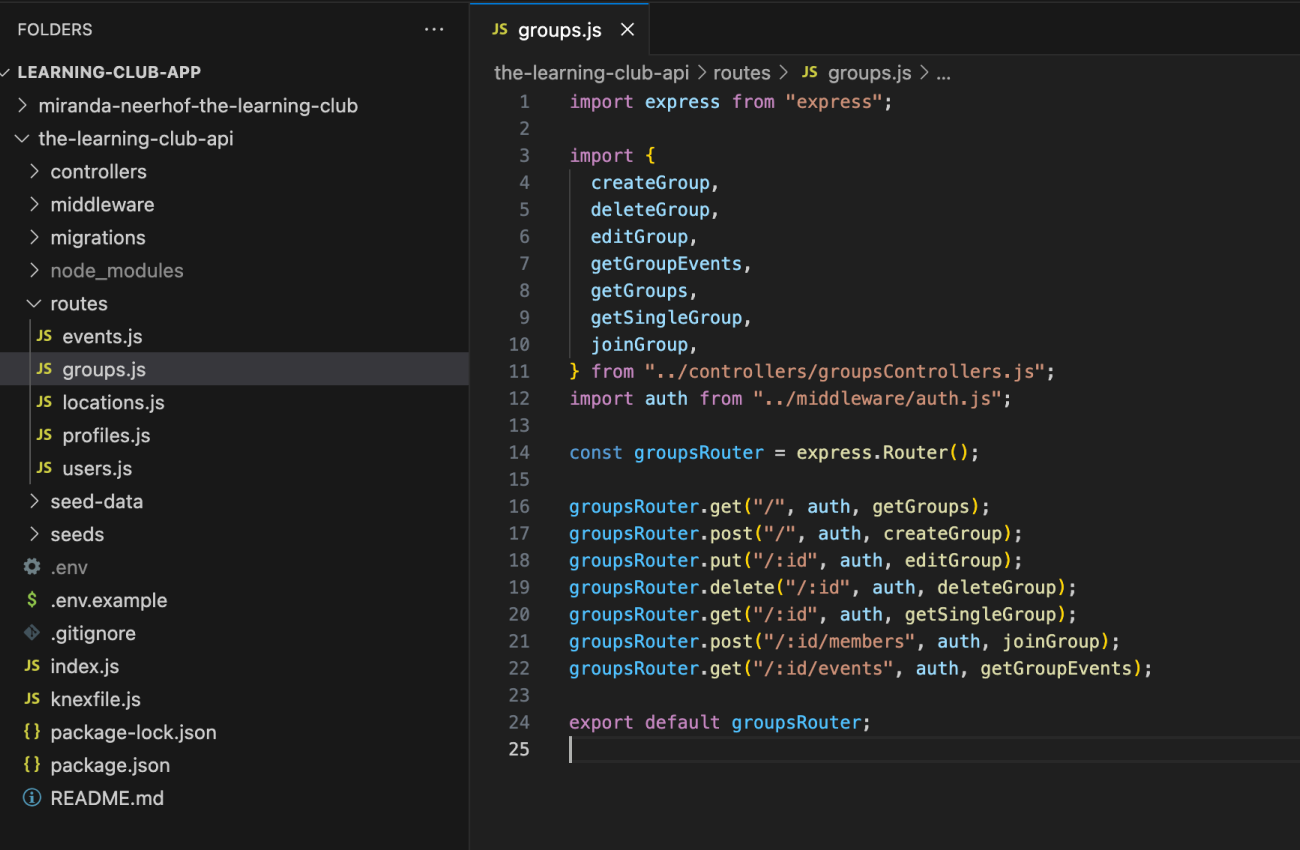 FOLDERS
LEARNING-CLUB-APP
miranda-neerhof-the-learning-club
the-learning-club-api
controllers
middleware
migrations
node_modules
routes
JS events.js
JS groups.js
JS locations.js
JS profiles.js
JS users.js
seed-data
seeds
.env
$ .env.example
.gitignore
JS index.js
JS knexfile.js
{} package-lock.json
{} package.json
README.md
JS groups.js
the-learning-club-api > routes > JS groups.js > ...
1 import express from "express";
2
3 import {
4 createGroup,
5 deleteGroup,
6 editGroup,
7 getGroupEvents,
8 getGroups,
9 getSingleGroup,
10 joinGroup,
11 } from "../controllers/groupsControllers.js";
12 import auth from "../middleware/auth.js";
13
14 const groupsRouter = express.Router();
15
16 groupsRouter.get("/", auth, getGroups);
17 groupsRouter.post("/", auth, createGroup);
18 groupsRouter.put("/:id", auth, editGroup);
19 groupsRouter.delete("/:id", auth, deleteGroup);
20 groupsRouter.get("/:id", auth, getSingleGroup);
21 groupsRouter.post("/:id/members", auth, joinGroup);
22 groupsRouter.get("/:id/events", auth, getGroupEvents);
23
24 export default groupsRouter;
25